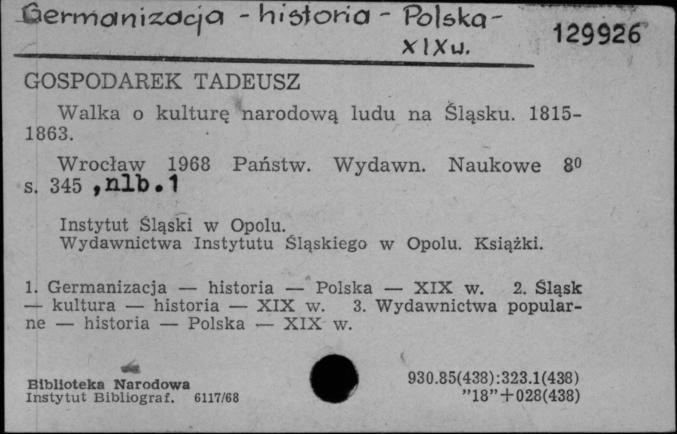 Germanizacja - historia - Polska -
XIX w.
129926
GOSPODAREK TADEUSZ
Walka o kulturę narodową ludu na Śląsku. 1815-
1863.
Wrocław 1968 Państw. Wydawn. Naukowe 8⁰
s. 345 , nlb. 1
Instytut Śląski w Opolu.
Wydawnictwa Instytutu Śląskiego w Opolu. Książki.
1. Germanizacja — historia — Polska — XIX w. 2. Śląsk
— kultura — historia — XIX w. 3. Wydawnictwa popular-
ne — historia — Polska — XIX w.
Biblioteka Narodowa
Instytut Bibliograf. 6117/68
930.85(438):323.1(438)
"18"+028(438)